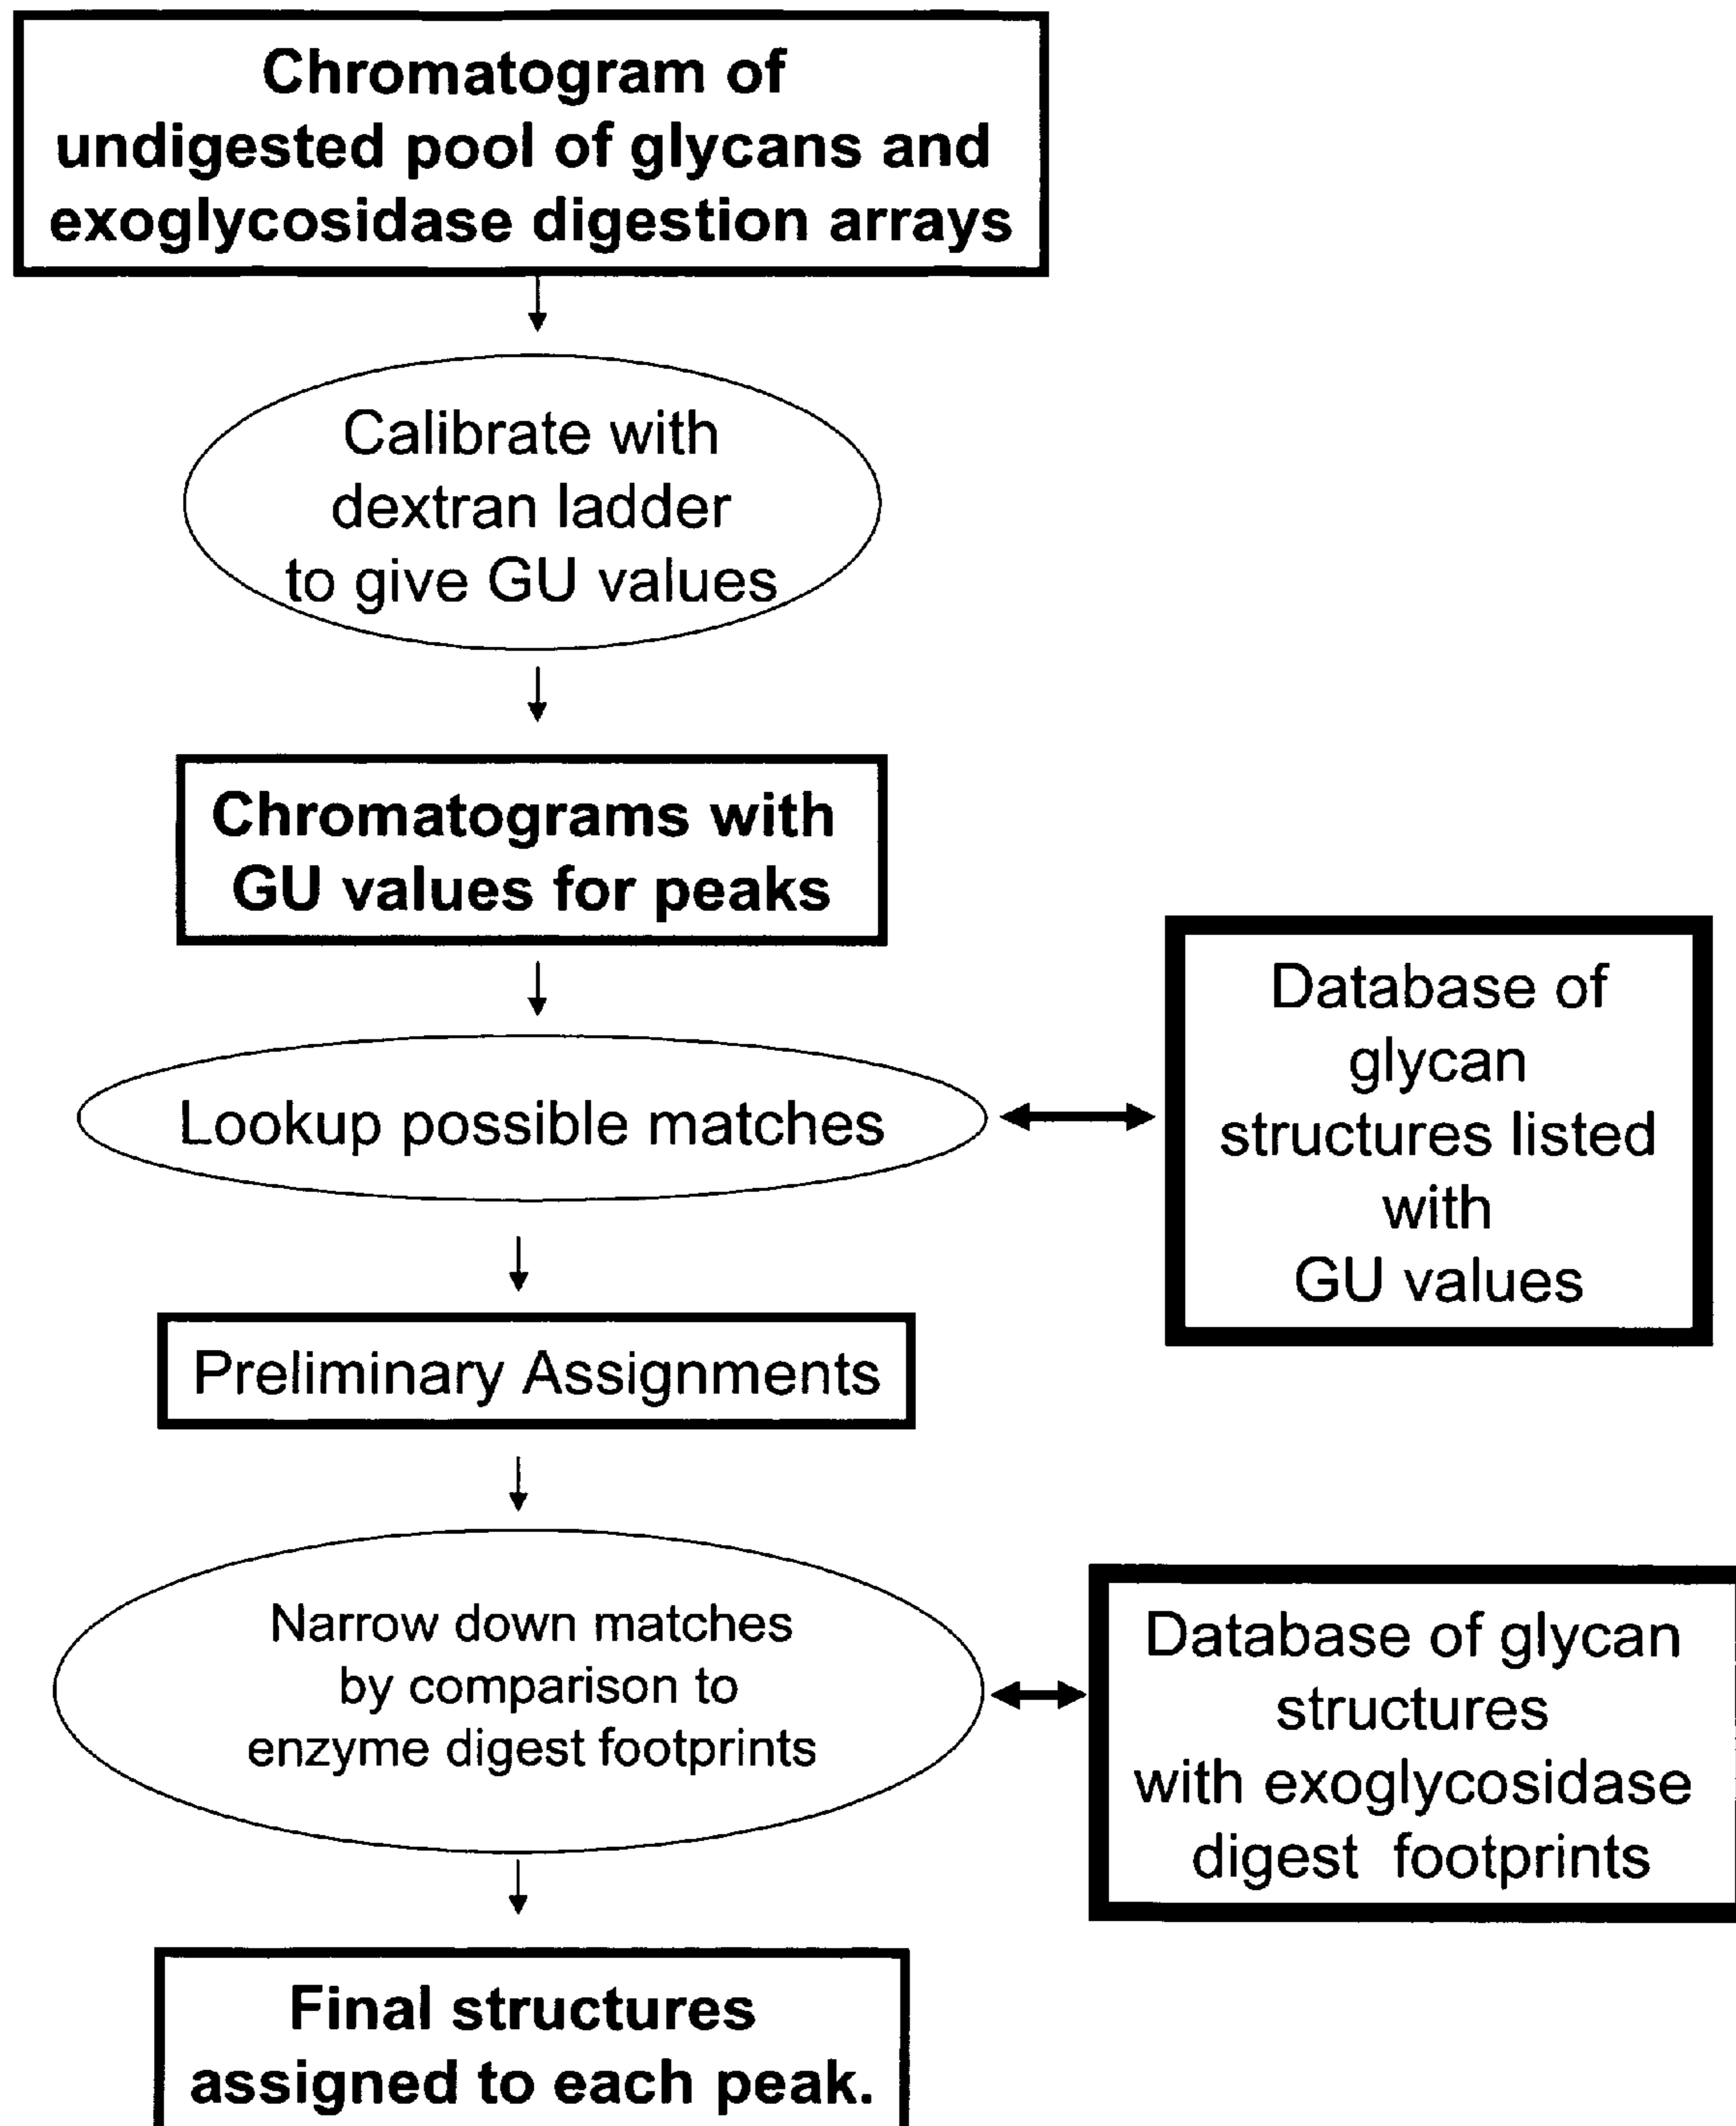 Chromatogram of
undigested pool of glycans and
exoglycosidase digestion arrays
Calibrate with
dextran ladder
to give GU values
Chromatograms with
GU values for peaks
Lookup possible matches
Database of
glycan
structures listed
with
GU values
Preliminary Assignments
Narrow down matches
by comparison to
enzyme digest footprints
Database of glycan
structures
with exoglycosidase
digest footprints
Final structures
assigned to each peak.